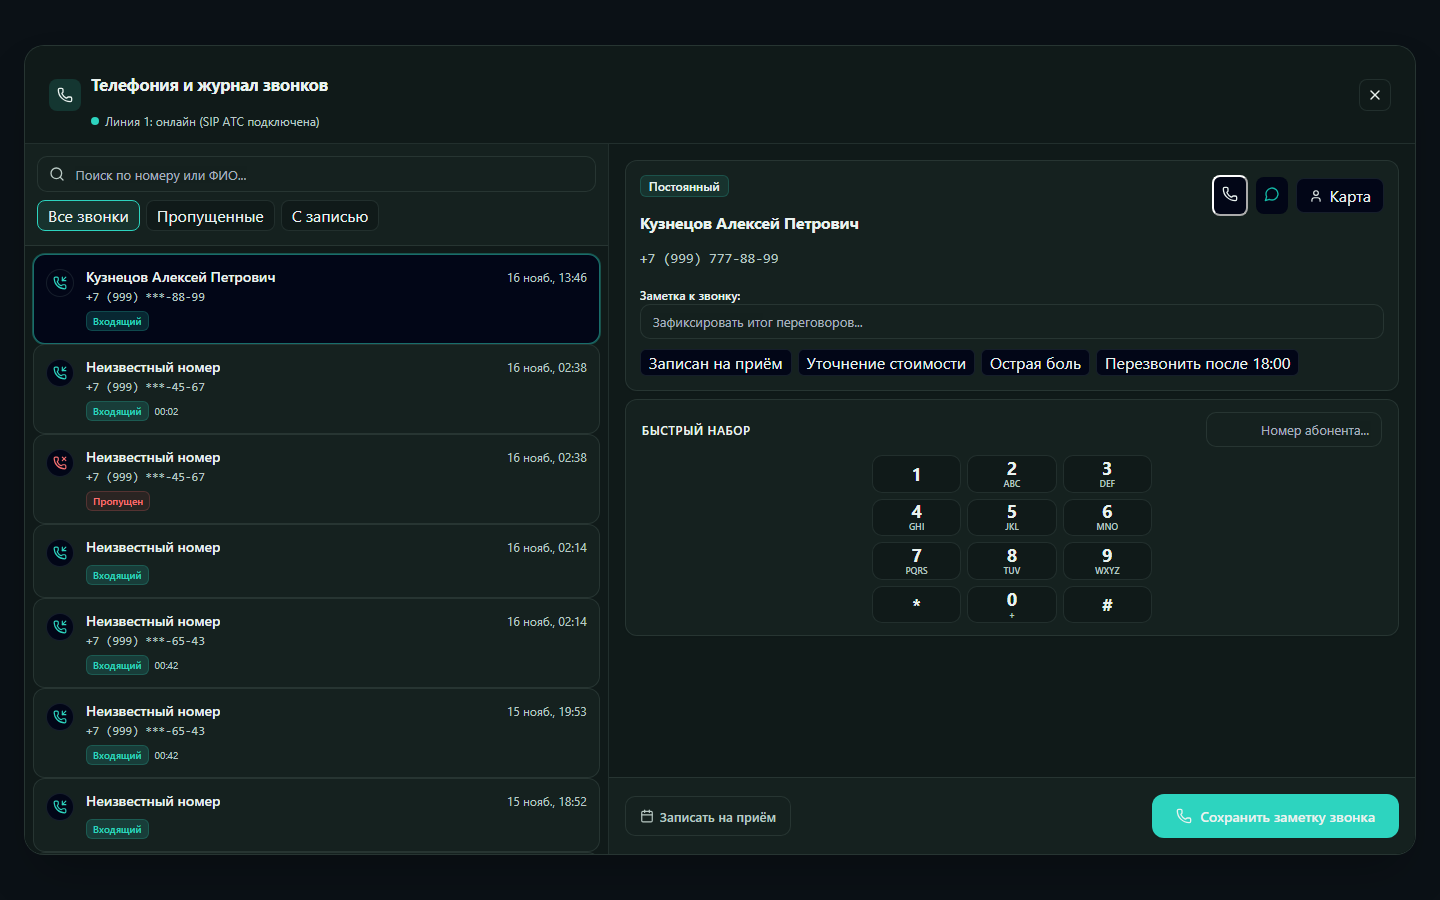 Телефония и журнал звонков
Линия 1: онлайн (SIP АТС подключена)
Поиск по номеру или ФИО...
Все звонки
Пропущенные
С записью
Кузнецов Алексей Петрович
16 нояб., 13:46
+7 (999) ***-88-99
Входящий
Неизвестный номер
16 нояб., 02:38
+7 (999) ***-45-67
Входящий 00:02
Неизвестный номер
16 нояб., 02:38
+7 (999) ***-45-67
Пропущен
Неизвестный номер
16 нояб., 02:14
Входящий
Неизвестный номер
16 нояб., 02:14
+7 (999) ***-65-43
Входящий 00:42
Неизвестный номер
15 нояб., 19:53
+7 (999) ***-65-43
Входящий 00:42
Неизвестный номер
15 нояб., 18:52
Входящий
Постоянный
Карта
Кузнецов Алексей Петрович
+7 (999) 777-88-99
Заметка к звонку:
Зафиксировать итог переговоров...
Записан на приём
Уточнение стоимости
Острая боль
Перезвонить после 18:00
БЫСТРЫЙ НАБОР
Номер абонента...
1
2
ABC
3
DEF
4
GHI
5
JKL
6
MNO
7
PQRS
8
TUV
9
WXYZ
*
0
+
#
Записать на приём
Сохранить заметку звонка